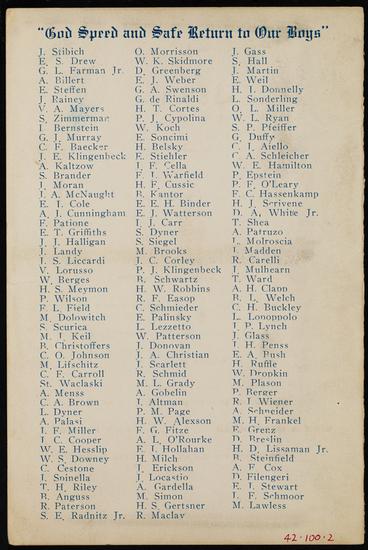 "God Speed and Safe Return to Our Boys"
J. Stibich
E. S. Drew
G. L. Farman Jr.
A. Billert
E. Steffen
J. Rainey
V. A. Mayers
S. Zimmerman
I. Bernstein
G. J. Murray
C. F. Baecker
J. E. Klingenbeck
A. Kaltzow
S. Brander
J. Moran
J. A. McNaught
E. I. Cole
A. J. Cunningham
F. Patione
E. T. Griffiths
J. J. Halligan
J. Landy
J. S. Liccardi
V. Lorusso
W. Berges
H. S. Meymon
P. Wilson
F. L. Field
M. Dolowitch
S. Scurica
M. J. Keil
B. Christoffers
C. O. Johnson
M. Lifschitz
C. F. Carroll
St. Waclaski
A. Menss
C. A. Brown
L. Dyner
A. Palasi
I. F. Miller
J. C. Cooper
W. E. Hesslip
W. S. Downey
C. Cestone
J. Spinella
T. H. Riley
B. Anguss
R. Paterson
S. E. Radnitz Jr.
O. Morrisson
W. K. Skidmore
D. Greenberg
E. J. Weber
G. A. Swenson
G. de Rinaldi
H. T. Cortes
P. J. Cypolina
W. Koch
E. Soncimi
H. Belsky
E. Stiehler
J. F. Cella
F. J. Warfield
H. F. Cussic
B. Kantor
E. E. H. Binder
E. J. Watterson
I. J. Carr
S. Dyner
S. Siegel
M. Brooks
J. C. Corley
P. J. Klingenbeck
B. Schwartz
H. W. Robbins
R. F. Easop
C. Schmieder
E. Palinsky
L. Lezzetto
W. Patterson
J. Donovan
J. A. Christian
J. Scarlett
R. Schmid
M. L. Grady
A. Gobelin
J. Altman
P. M. Page
H. W. Alexson
F. G. Fitze
A. L. O'Rourke
E. J. Hollahan
H. Milch
J. Erickson
J. Locastio
A. Gardella
M. Simon
H. S. Gertsner
R. Maclay
J. Gass
S. Hall
J. Martin
E. Weil
H. I. Donnelly
L. Sonderling
O. L. Miller
W. L. Ryan
S. P. Pfeiffer
G. Duffy
C. J. Aiello
C. A. Schleicher
W. E. Hamilton
P. Epstein
P. F. O'Leary
F. C. Hassenkamp
H. J. Scrivene
D. A. White Jr.
T. Shea
A. Patruzo
L. Molroscia
J. Madden
R. Carelli
J. Mulhearn
T. Ward
A. H. Clapp
B. L. Welch
C. H. Buckley
L. Lopoppolo
J. P. Lynch
J. Glass
J. H. Penss
E. A. Bush
H. Ruffle
W. Dropkin
M. Plason
P. Berger
R. J. Wiener
A. Schneider
M. H. Frankel
F. Grenz
D. Breslin
H. D. Lissaman Jr.
B. Steinfield
A. F. Cox
D. Filengeri
E. J. Stewart
L. F. Schmoor
M. Lawless
42.100.2